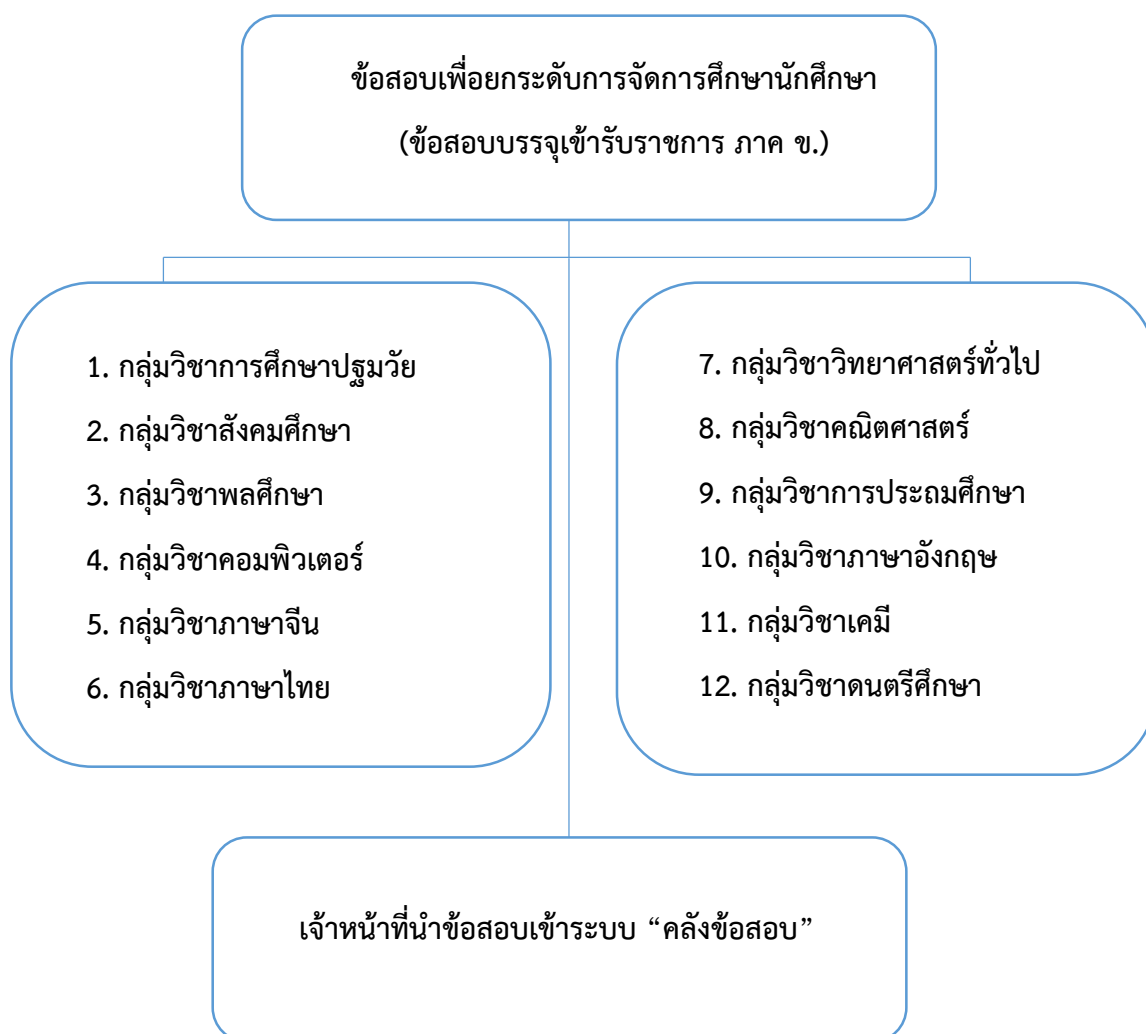 ข้อสอบเพื่อยกระดับการจัดการศึกษานักศึกษา
(ข้อสอบบรรจุเข้ารับราชการ ภาค ข.)
1. กลุ่มวิชาการศึกษาปฐมวัย
2. กลุ่มวิชาสังคมศึกษา
3. กลุ่มวิชาพลศึกษา
4. กลุ่มวิชาคอมพิวเตอร์
5. กลุ่มวิชาภาษาจีน
6. กลุ่มวิชาภาษาไทย
7. กลุ่มวิชาวิทยาศาสตร์ทั่วไป
8. กลุ่มวิชาคณิตศาสตร์
9. กลุ่มวิชาการประถมศึกษา
10. กลุ่มวิชาภาษาอังกฤษ
11. กลุ่มวิชาเคมี
12. กลุ่มวิชาดนตรีศึกษา
เจ้าหน้าที่นำข้อสอบเข้าระบบ “คลังข้อสอบ”